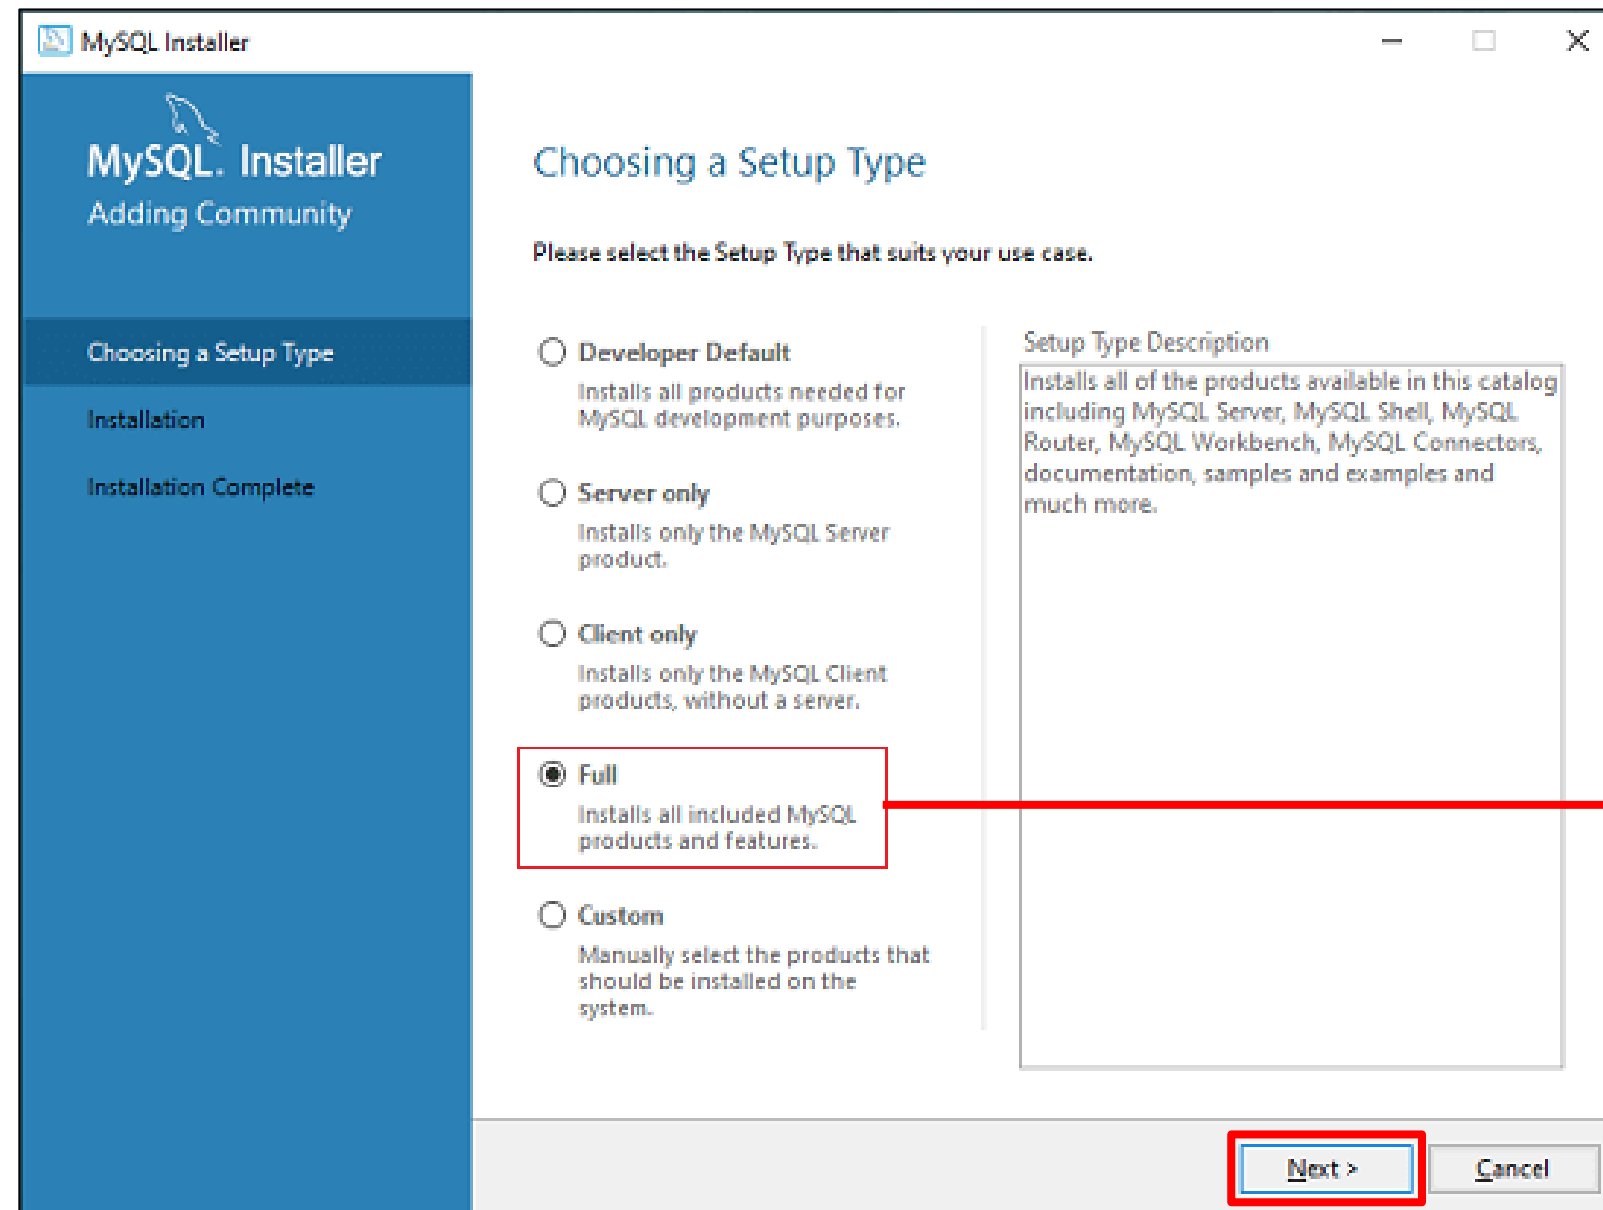 MySQL Installer
MySQL. Installer
Adding Community
Choosing a Setup Type
Installation
Installation Complete
Choosing a Setup Type
Please select the Setup Type that suits your use case.
Developer Default
Installs all products needed for
MySQL development purposes.
Server only
Installs only the MySQL Server
product.
Client only
Installs only the MySQL Client
products, without a server.
Full
Installs all included MySQL
products and features.
Custom
Manually select the products that
should be installed on the
system.
Setup Type Description
Installs all of the products available in this catalog
including MySQL Server, MySQL Shell, MySQL
Router, MySQL Workbench, MySQL Connectors,
documentation, samples and examples and
much more.
Next >
Cancel